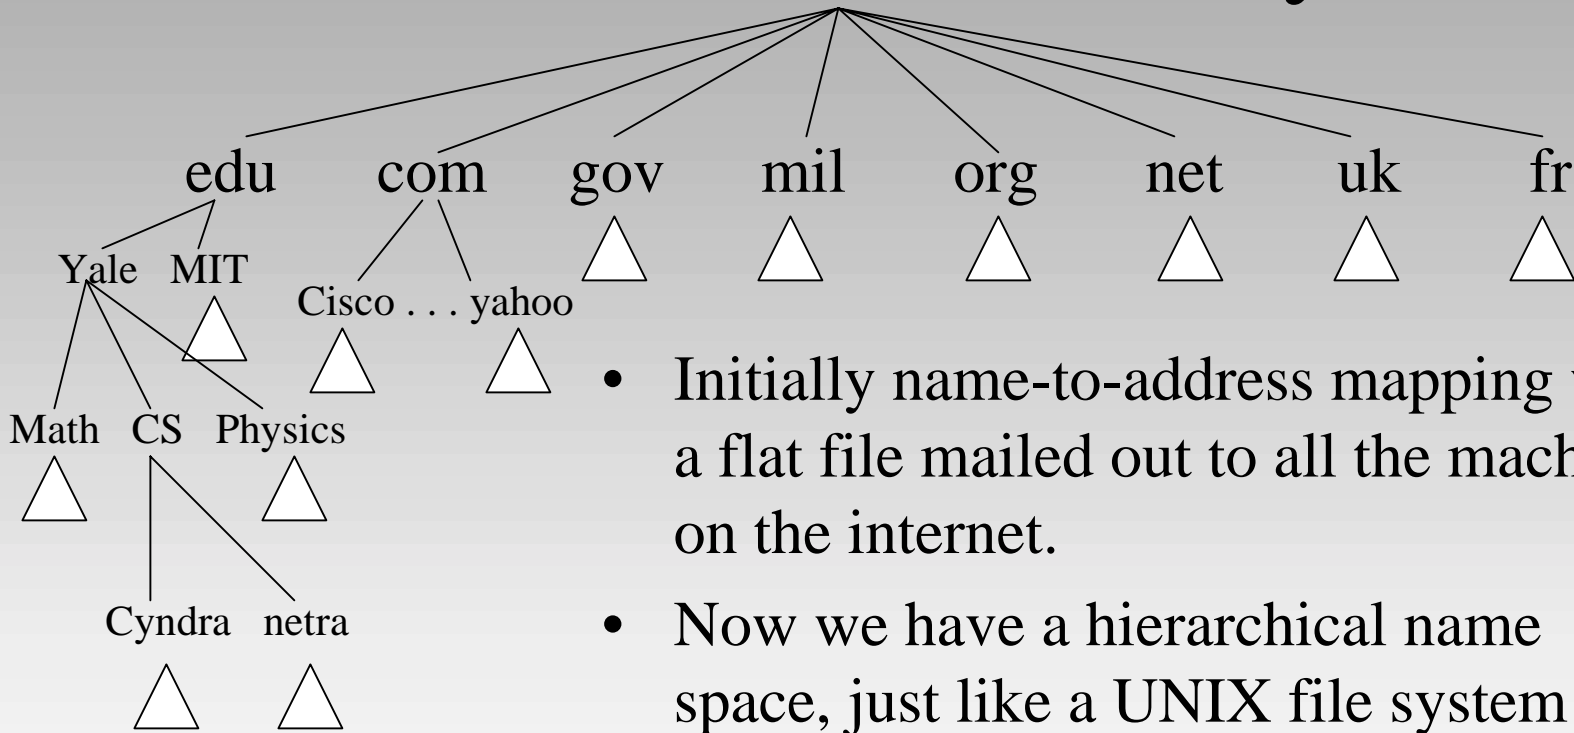 edu com gov mil org net uk fr
Yale MIT
Cisco . . . yahoo
Math CS Physics
Cyndra netra
• Initially name-to-address mapping
a flat file mailed out to all the mach
on the internet.
• Now we have a hierarchical name
space, just like a UNIX file system